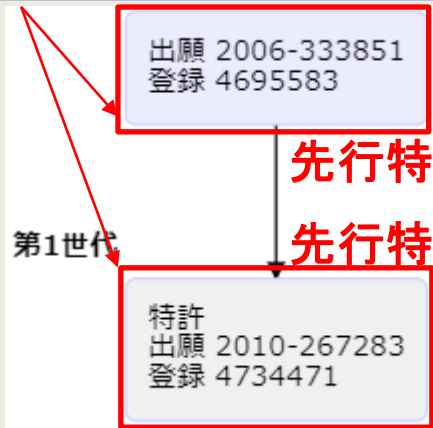 出願 2006-333851
登録 4695583
先行特
第1世代
先行特
特許
出願 2010-267283
登録 4734471